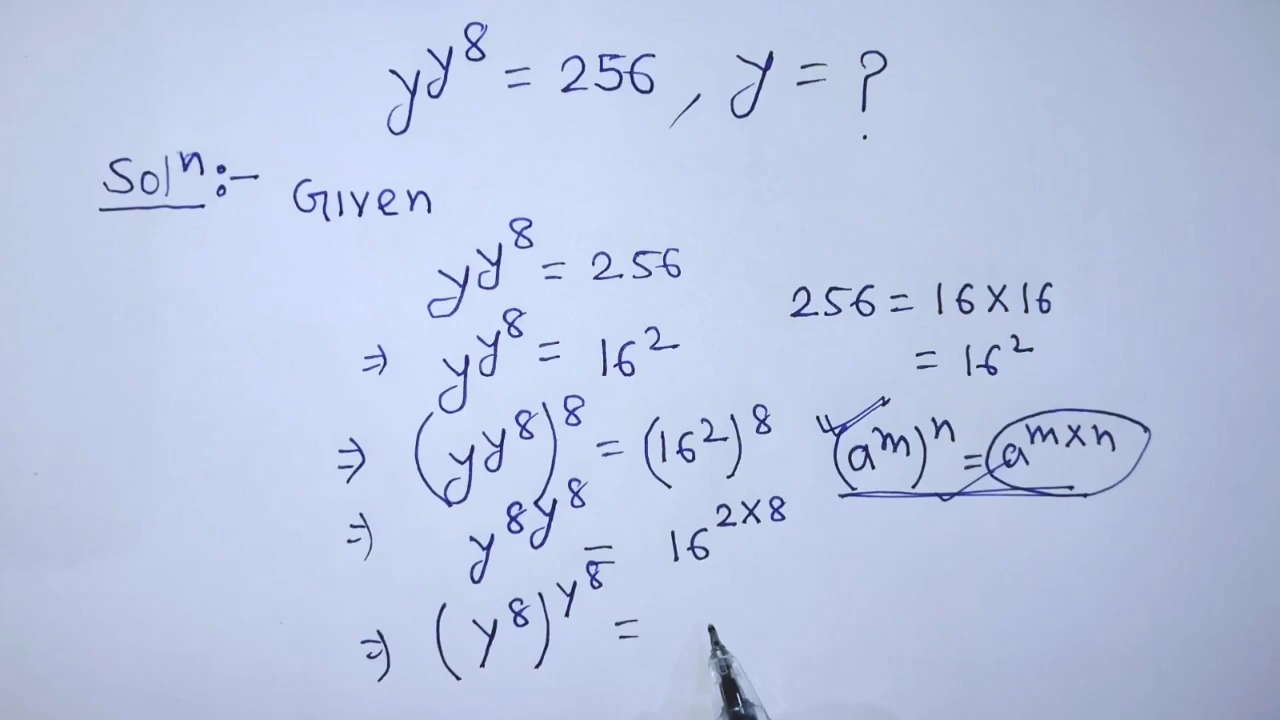 y^{y^8} = 256, y = ?
Solⁿ:- Given
y^{y^8} = 256
256 = 16 × 16
⇒ y^{y^8} = 16^2
= 16^2
⇒ (y^{y^8})^8 = (16^2)^8
(a^m)^n = a^{m×n}
⇒ y^{8y^8} = 16^{2×8}
⇒ (y^8)^{y^8} =